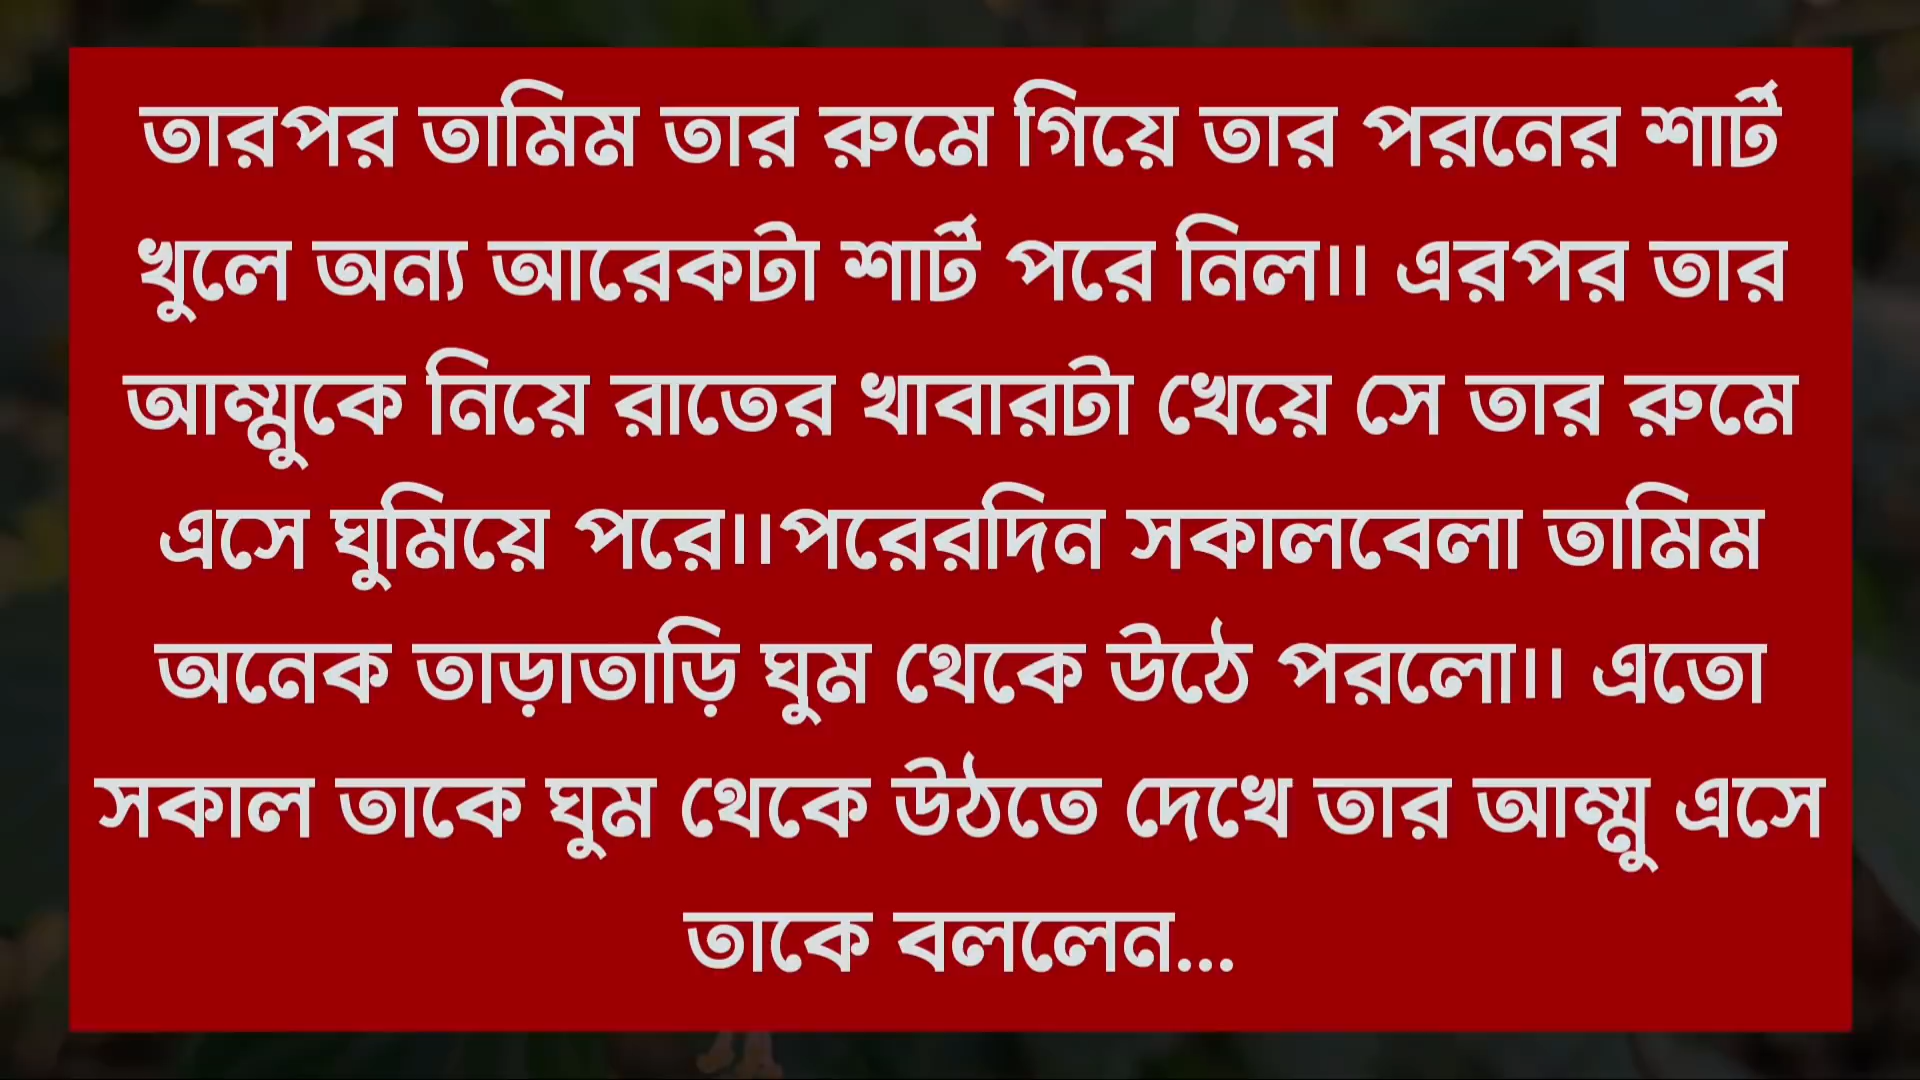 তারপর তামিম তার রুমে গিয়ে তার পরনের শার্ট
খুলে অন্য আরেকটা শার্ট পরে নিল।। এরপর তার
আম্মুকে নিয়ে রাতের খাবারটা খেয়ে সে তার রুমে
এসে ঘুমিয়ে পরে।।পরেরদিন সকালবেলা তামিম
অনেক তাড়াতাড়ি ঘুম থেকে উঠে পরলো।। এতো
সকাল তাকে ঘুম থেকে উঠতে দেখে তার আম্মু এসে
তাকে বললেন...